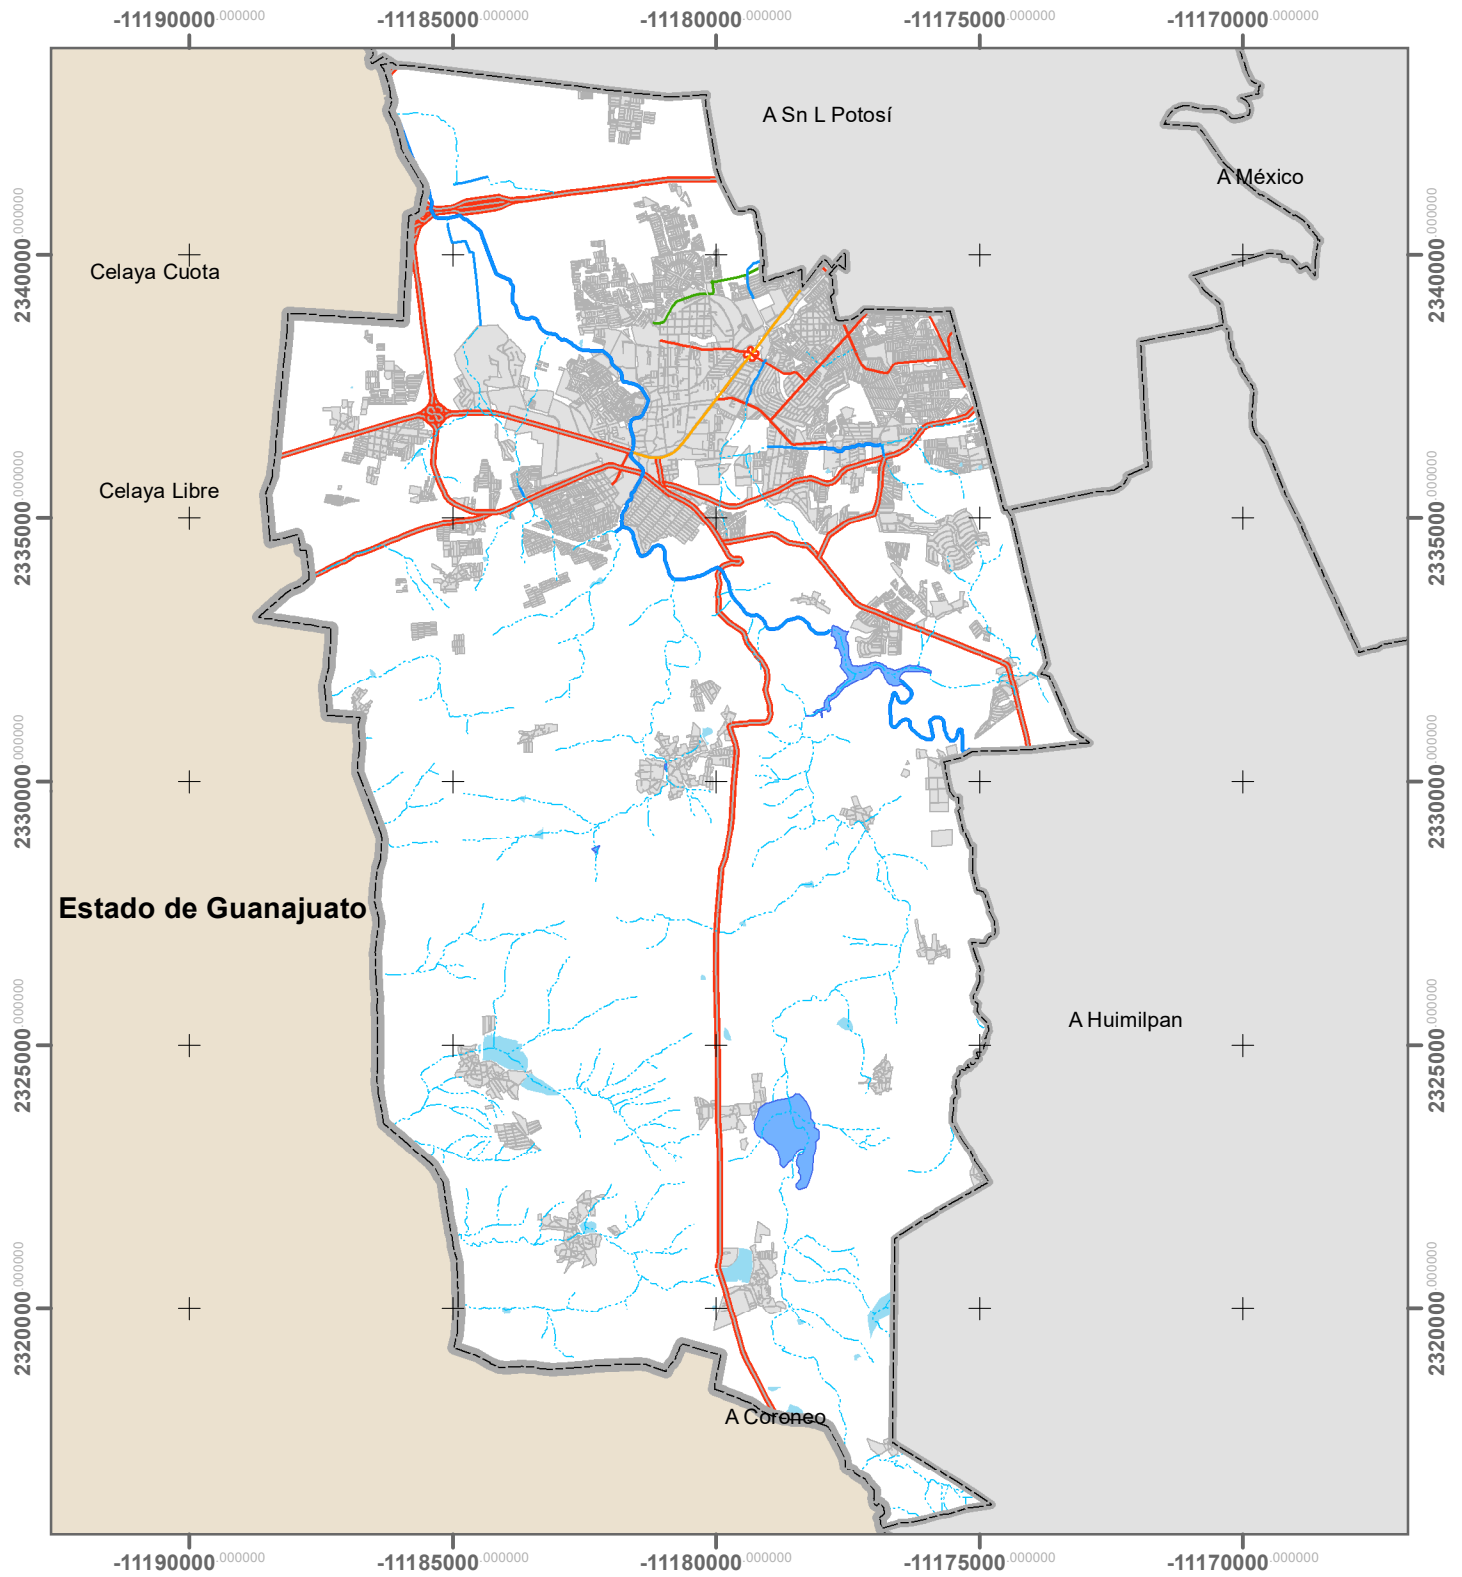 -11190000.000000 -11185000.000000 -11180000.000000 -11175000.000000 -11170000.000000
A Sn L Potosí
A México
2340000.000000 2340000.000000
Celaya Cuota
Celaya Libre
2335000.000000 2335000.000000
2330000.000000 2330000.000000
Estado de Guanajuato
A Huimilpan
2325000.000000 2325000.000000
2320000.000000 2320000.000000
A Coroneo
-11190000.000000 -11185000.000000 -11180000.000000 -11175000.000000 -11170000.000000